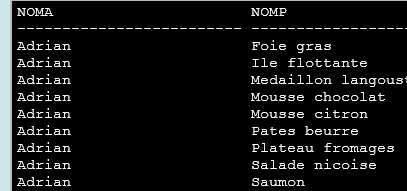 NOMA NOMP
------------------------- -----------------
Adrian Foie gras
Adrian Ile flottante
Adrian Medaillon langoust
Adrian Mousse chocolat
Adrian Mousse citron
Adrian Pates beurre
Adrian Plateau fromages
Adrian Salade nicoise
Adrian Saumon